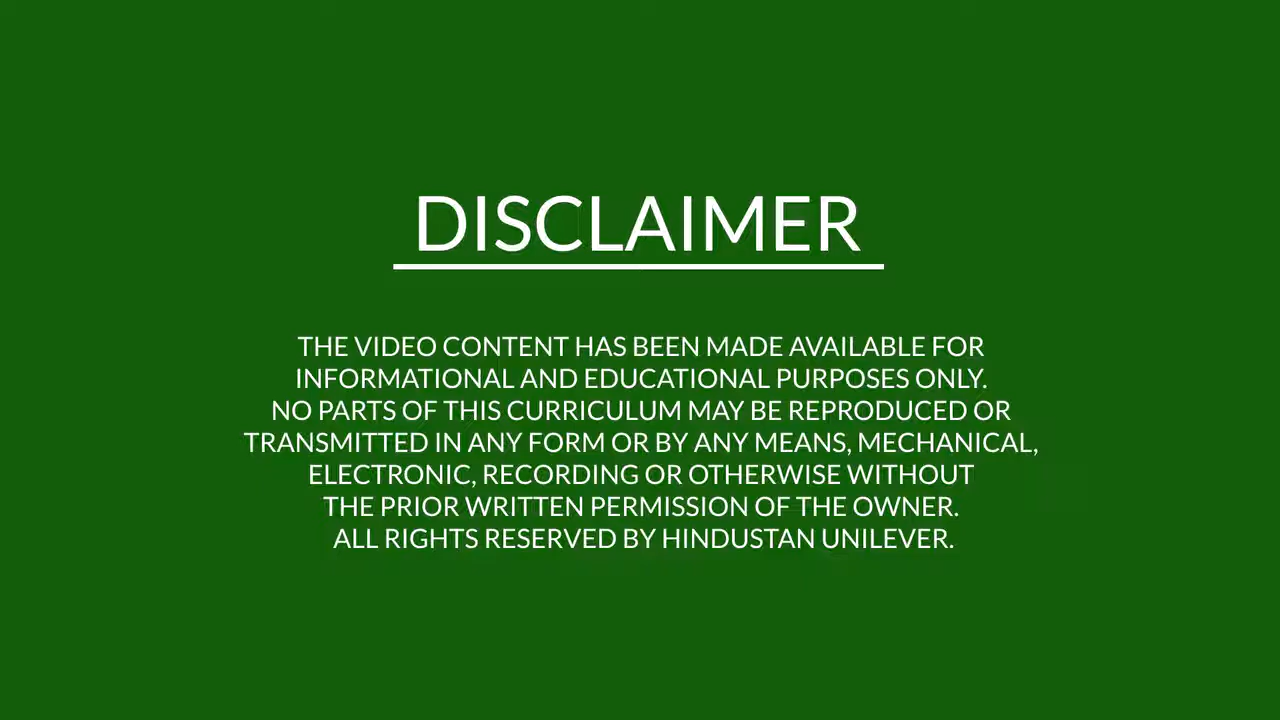 DISCLAIMER
THE VIDEO CONTENT HAS BEEN MADE AVAILABLE FOR
INFORMATIONAL AND EDUCATIONAL PURPOSES ONLY.
NO PARTS OF THIS CURRICULUM MAY BE REPRODUCED OR
TRANSMITTED IN ANY FORM OR BY ANY MEANS, MECHANICAL,
ELECTRONIC, RECORDING OR OTHERWISE WITHOUT
THE PRIOR WRITTEN PERMISSION OF THE OWNER.
ALL RIGHTS RESERVED BY HINDUSTAN UNILEVER.